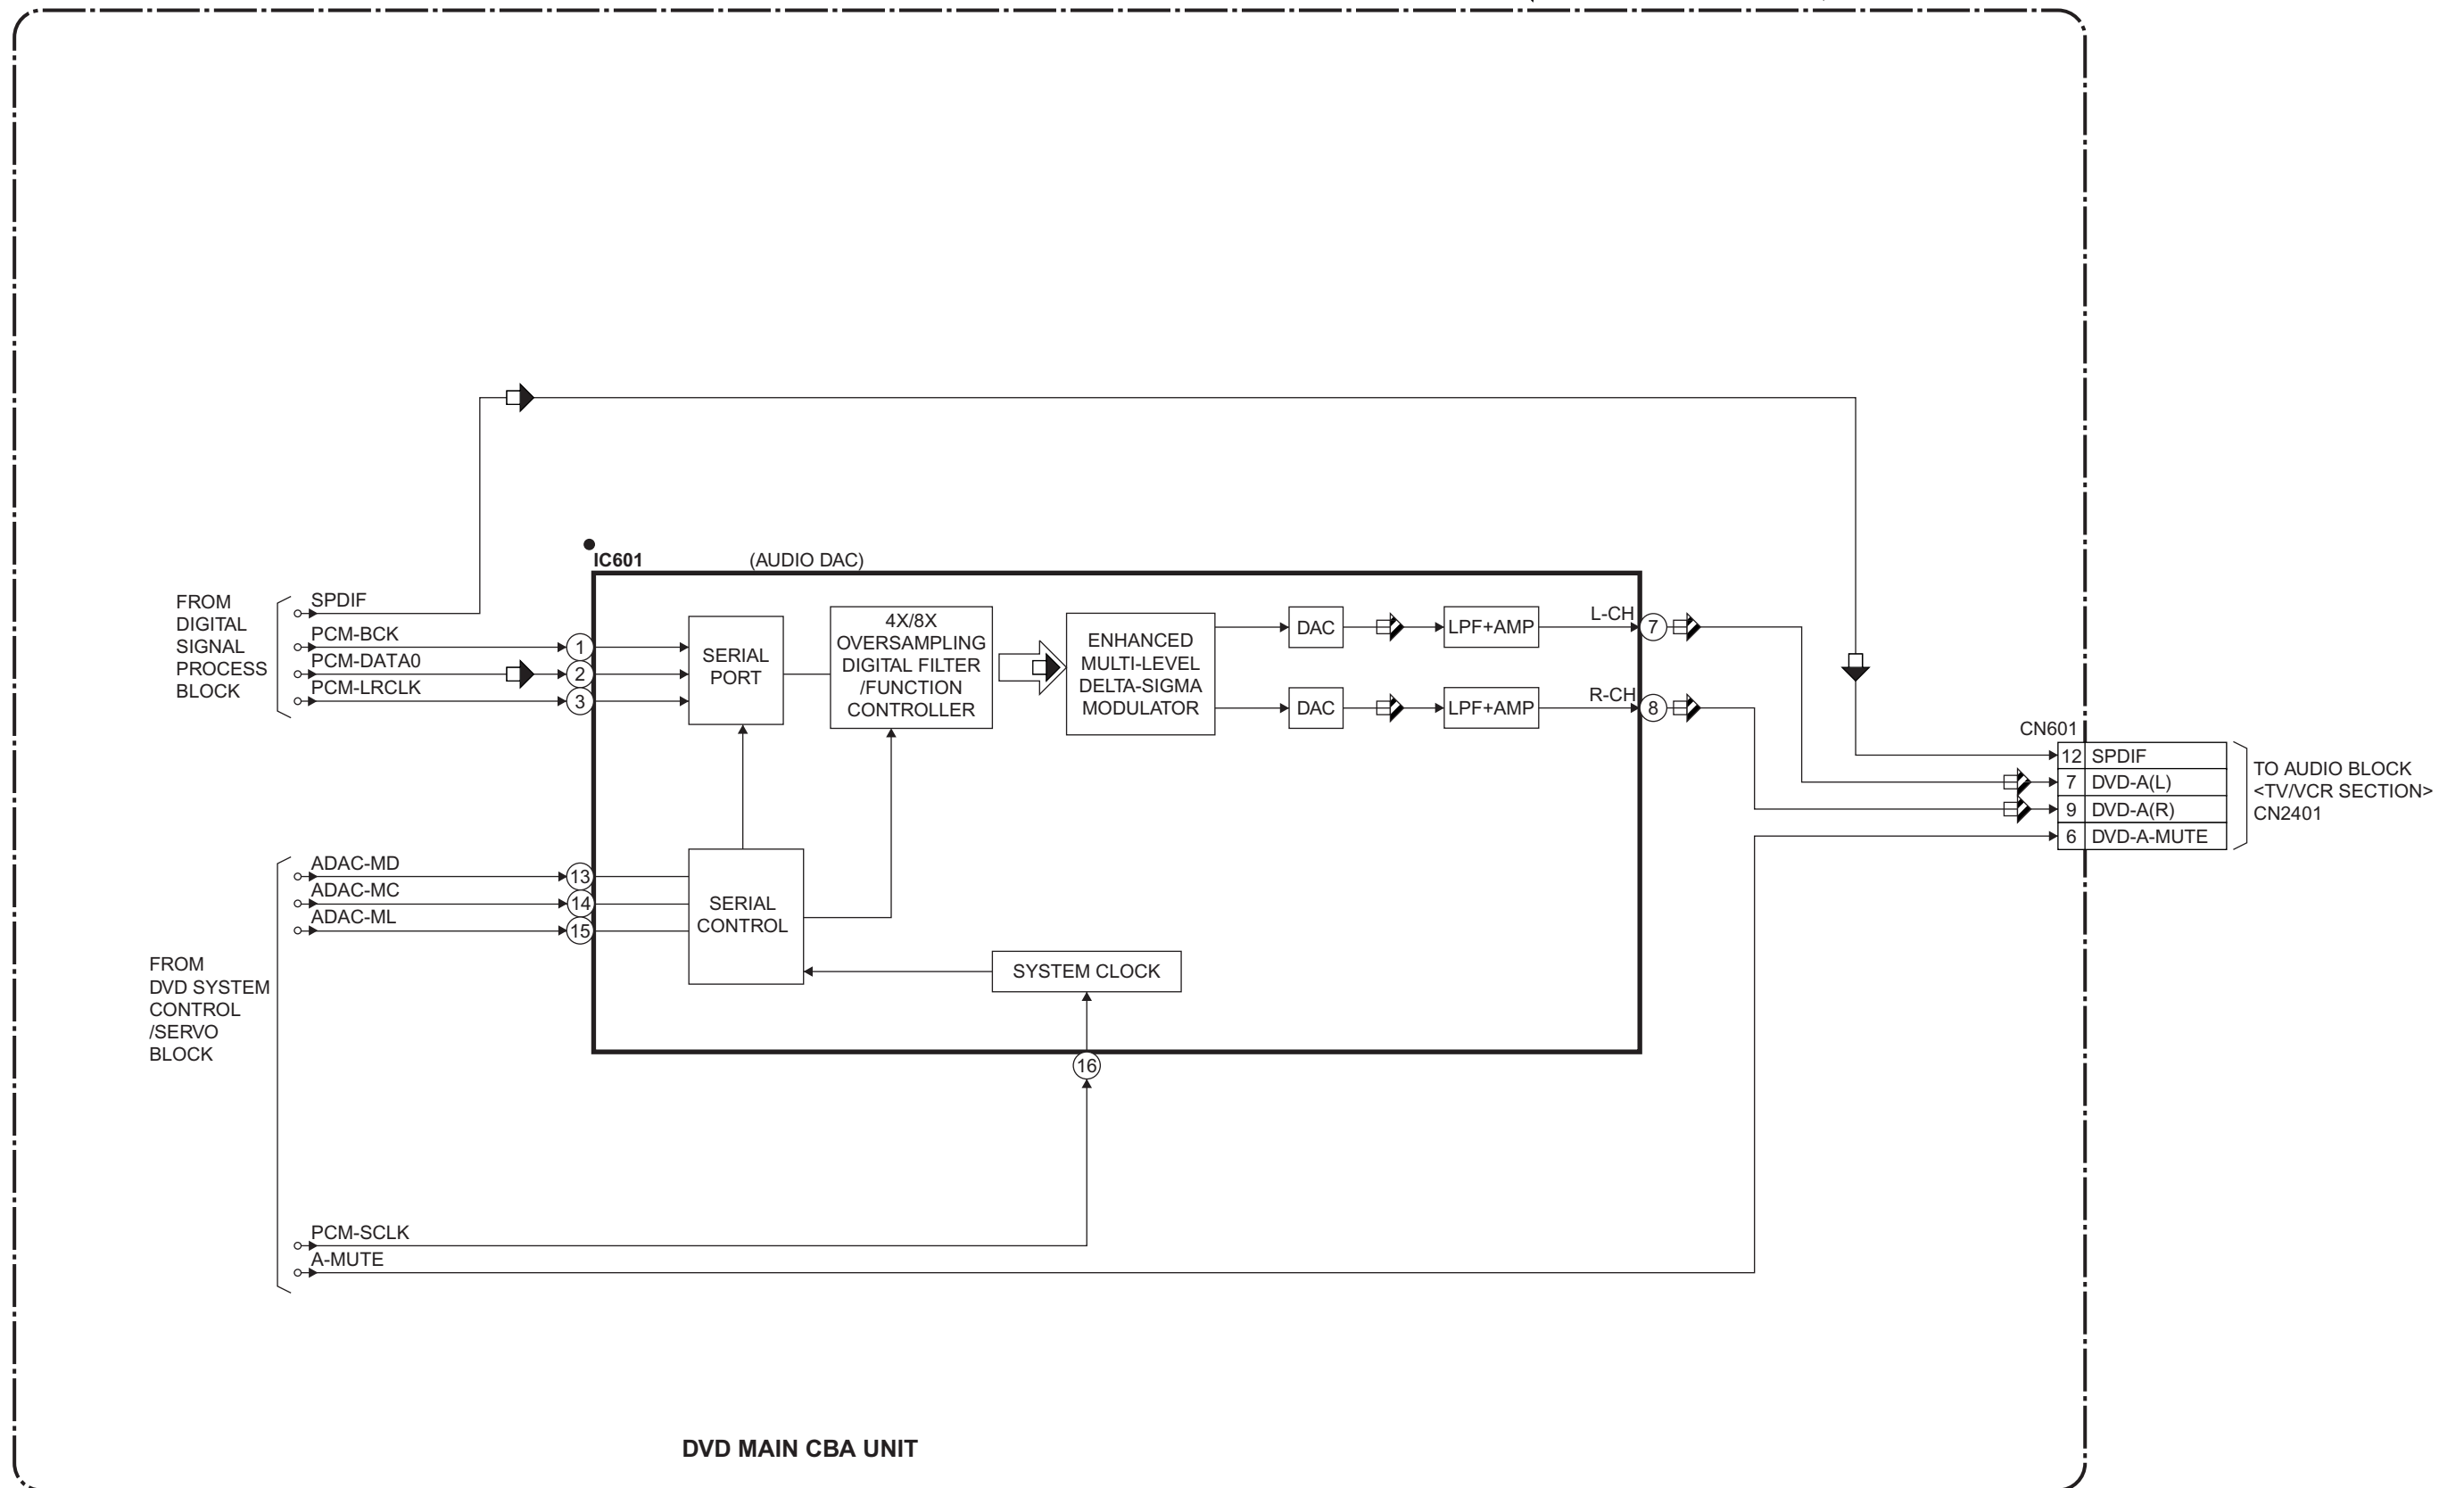 IC601
(AUDIO DAC)
FROM
DIGITAL
SIGNAL
PROCESS
BLOCK
SPDIF
PCM-BCK
PCM-DATA0
PCM-LRCLK
1
2
3
SERIAL
PORT
4X/8X
OVERSAMPLING
DIGITAL FILTER
/FUNCTION
CONTROLLER
ENHANCED
MULTI-LEVEL
DELTA-SIGMA
MODULATOR
DAC
LPF+AMP
L-CH
7
DAC
LPF+AMP
R-CH
8
CN601
12 SPDIF
7 DVD-A(L)
9 DVD-A(R)
6 DVD-A-MUTE
TO AUDIO BLOCK
<TV/VCR SECTION>
CN2401
ADAC-MD
ADAC-MC
ADAC-ML
13
14
15
SERIAL
CONTROL
SYSTEM CLOCK
16
FROM
DVD SYSTEM
CONTROL
/SERVO
BLOCK
PCM-SCLK
A-MUTE
DVD MAIN CBA UNIT